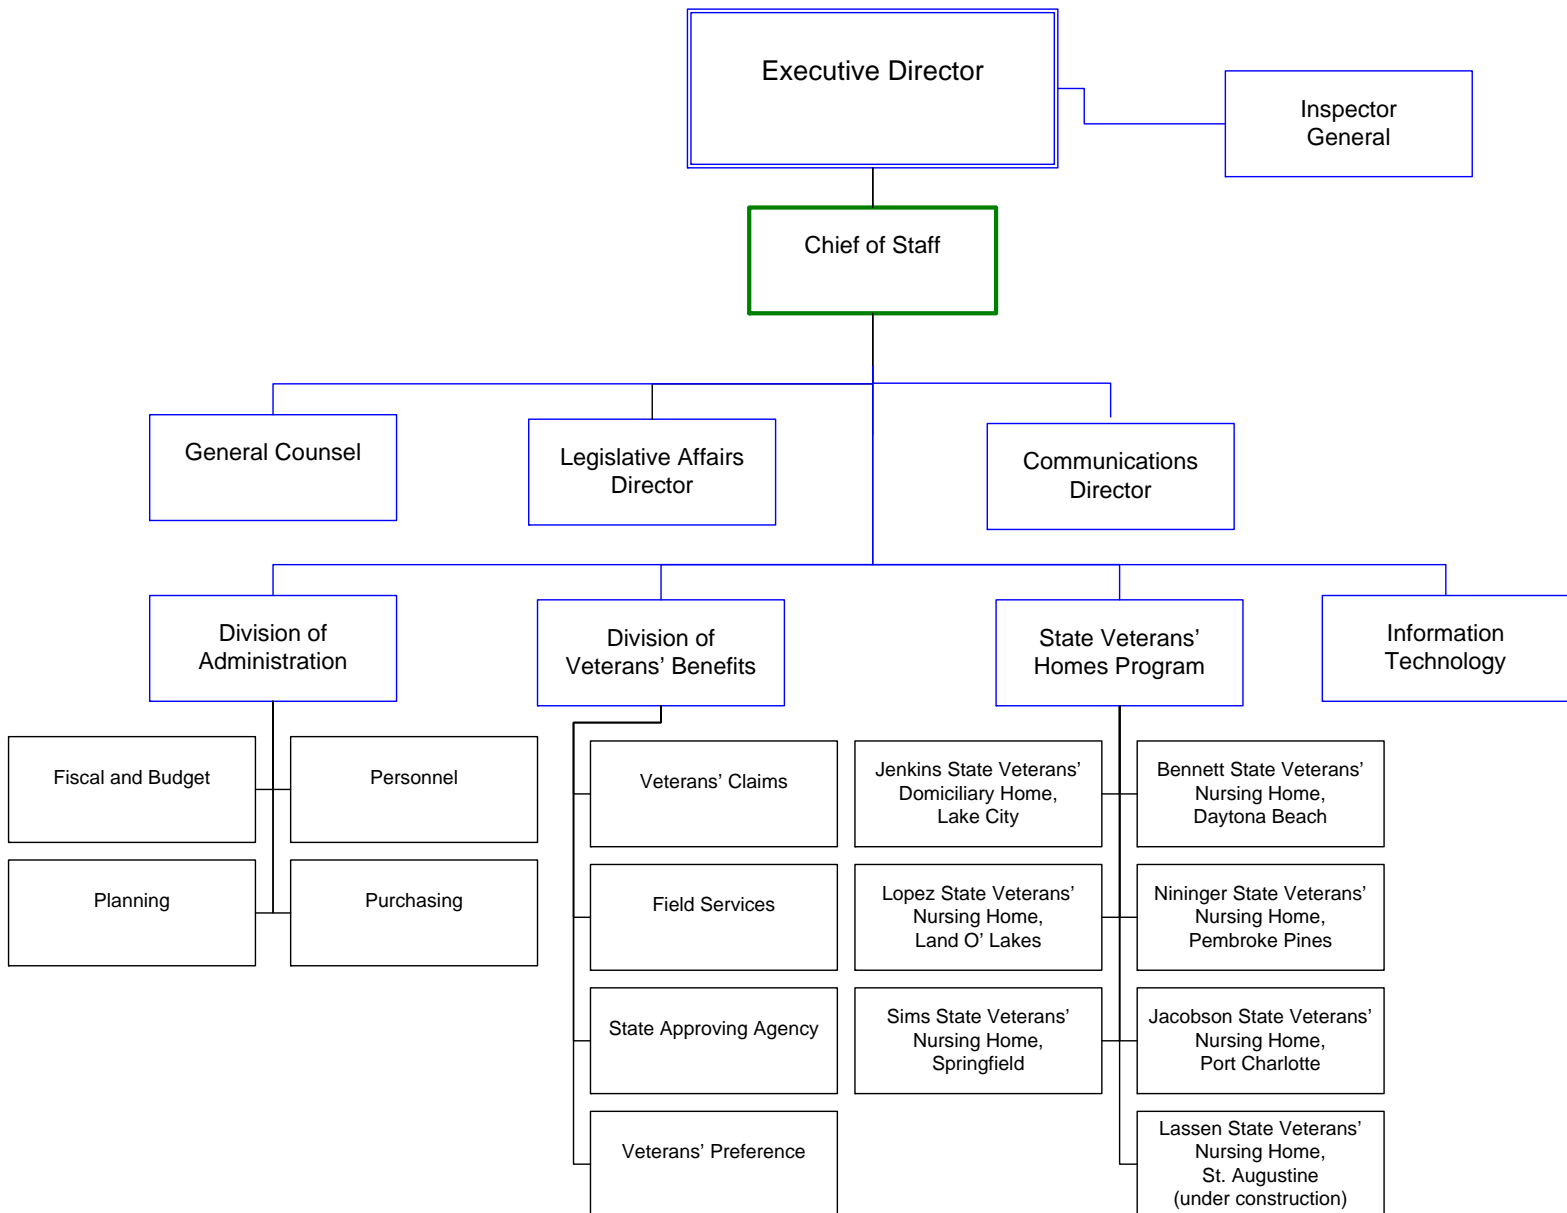 Executive Director
Inspector
General
Chief of Staff
General Counsel
Legislative Affairs
Director
Communications
Director
Division of
Administration
Division of
Veterans’ Benefits
State Veterans’
Homes Program
Information
Technology
Fiscal and Budget
Personnel
Planning
Purchasing
Veterans’ Claims
Field Services
State Approving Agency
Veterans’ Preference
Jenkins State Veterans’
Domiciliary Home,
Lake City
Bennett State Veterans’
Nursing Home,
Daytona Beach
Lopez State Veterans’
Nursing Home,
Land O’ Lakes
Nininger State Veterans’
Nursing Home,
Pembroke Pines
Sims State Veterans’
Nursing Home,
Springfield
Jacobson State Veterans’
Nursing Home,
Port Charlotte
Lassen State Veterans’
Nursing Home,
St. Augustine
(under construction)